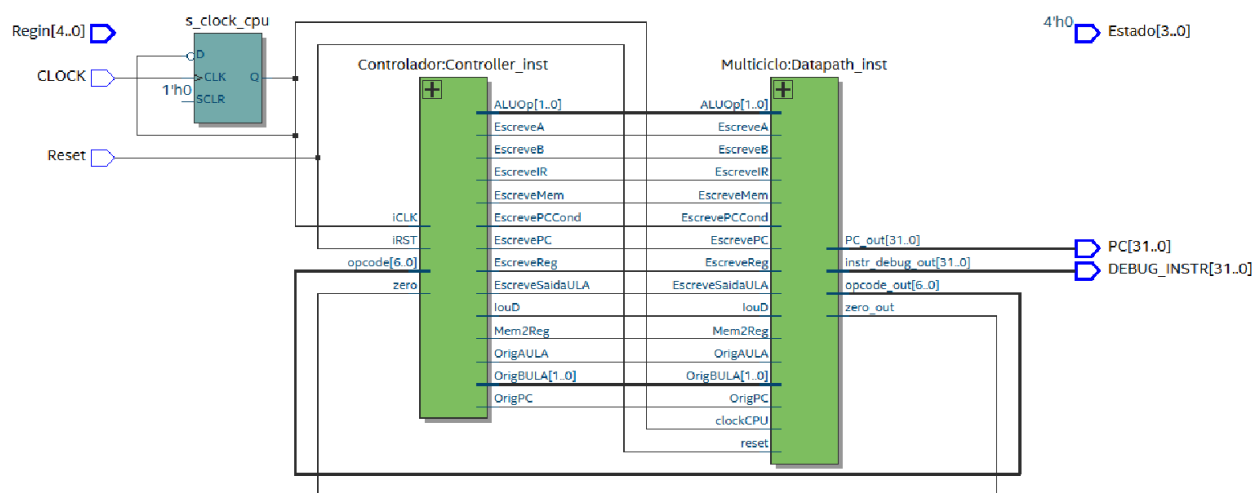 Regin[4..0]
s_clock_cpu
4'h0
Estado[3..0]
D
CLOCK
CLK
Q
1'h0
SCLR
Reset
Controlador:Controller_inst
Multiciclo:Datapath_inst
ALUOp[1..0]
ALUOp[1..0]
EscreveA
EscreveA
EscreveB
EscreveB
EscreveIR
EscreveIR
EscreveMem
EscreveMem
iCLK
EscrevePCCond
EscrevePCCond
iRST
EscrevePC
EscrevePC
PC_out[31..0]
PC[31..0]
opcode[6..0]
EscreveReg
EscreveReg
instr_debug_out[31..0]
DEBUG_INSTR[31..0]
zero
EscreveSaidaULA
EscreveSaidaULA
opcode_out[6..0]
IouD
IouD
zero_out
Mem2Reg
Mem2Reg
OrigAULA
OrigAULA
OrigBULA[1..0]
OrigBULA[1..0]
OrigPC
OrigPC
clockCPU
reset